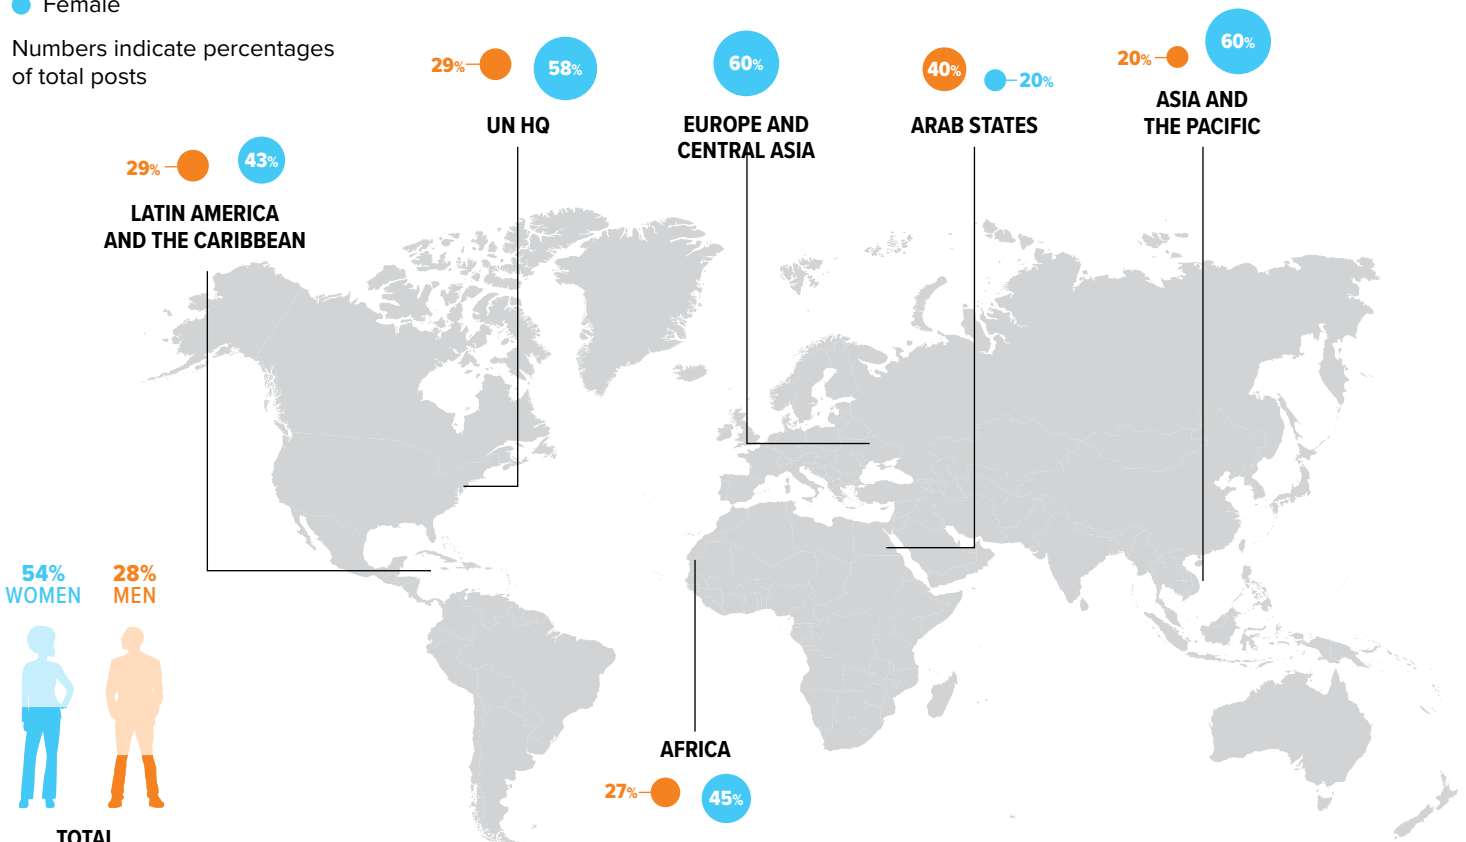 Female
Numbers indicate percentages
of total posts
29% 58%
UN HQ
60%
EUROPE AND
CENTRAL ASIA
40% 20%
ARAB STATES
20% 60%
ASIA AND
THE PACIFIC
29% 43%
LATIN AMERICA
AND THE CARIBBEAN
54%
WOMEN
28%
MEN
TOTAL
AFRICA
27% 45%